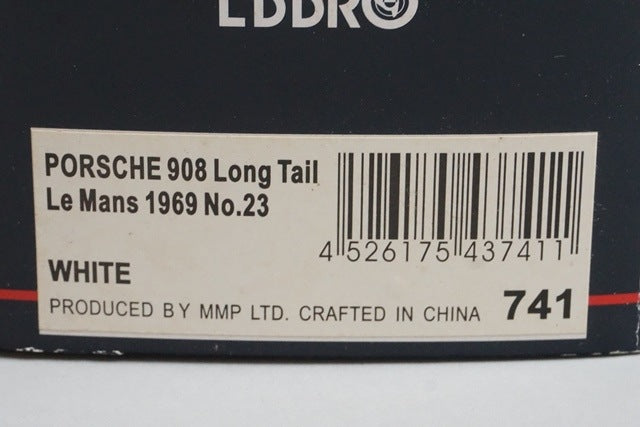 EBBRO
PORSCHE 908 Long Tail
Le Mans 1969 No.23
4 526175 437411
WHITE
PRODUCED BY MMP LTD. CRAFTED IN CHINA
741